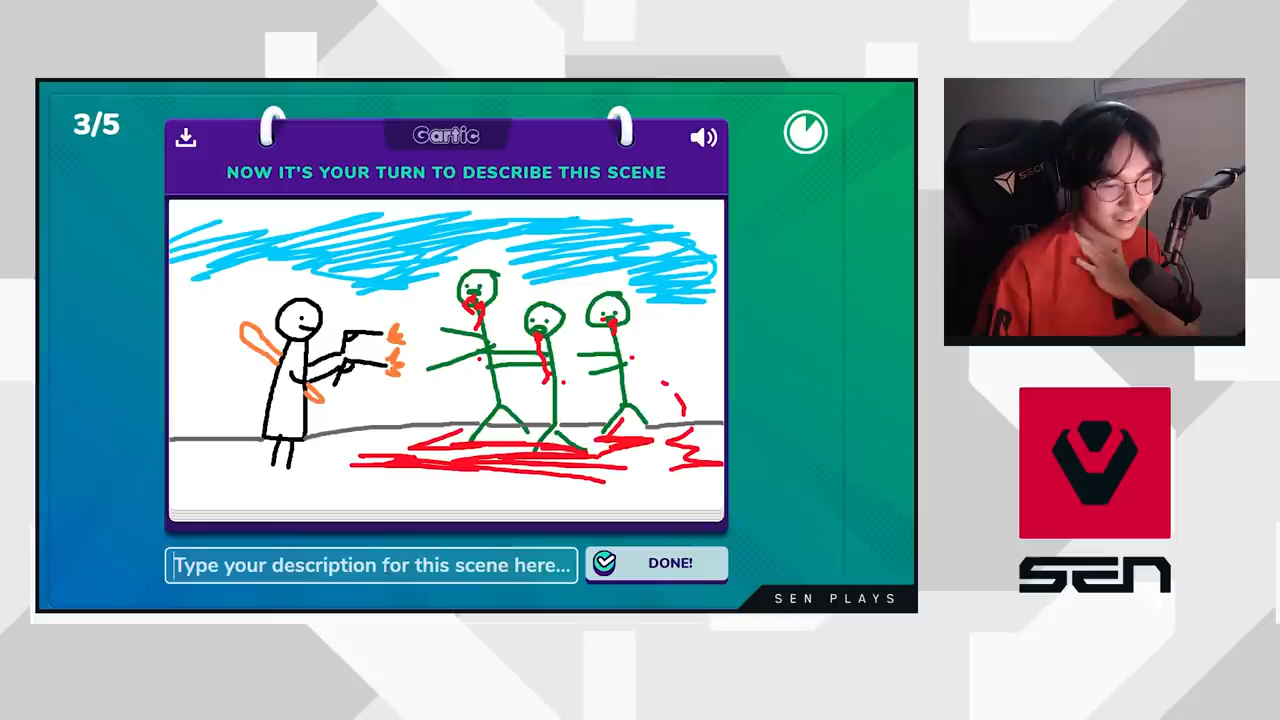 3/5
Gartic
NOW IT'S YOUR TURN TO DESCRIBE THIS SCENE
Type your description for this scene here...
DONE!
SEN PLAYS
SEN